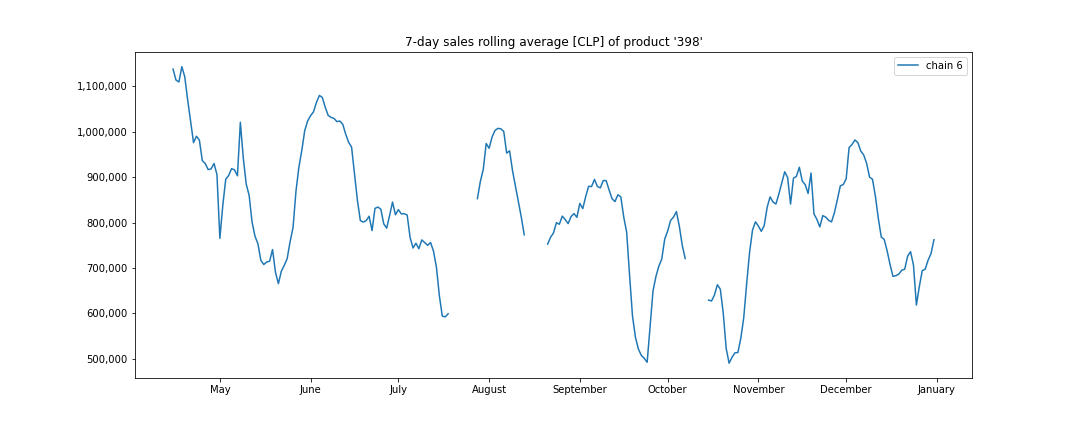 7-day sales rolling average [CLP] of product '398'
chain 6
1,100,000
1,000,000
900,000
800,000
700,000
600,000
500,000
May June July August September October November December January